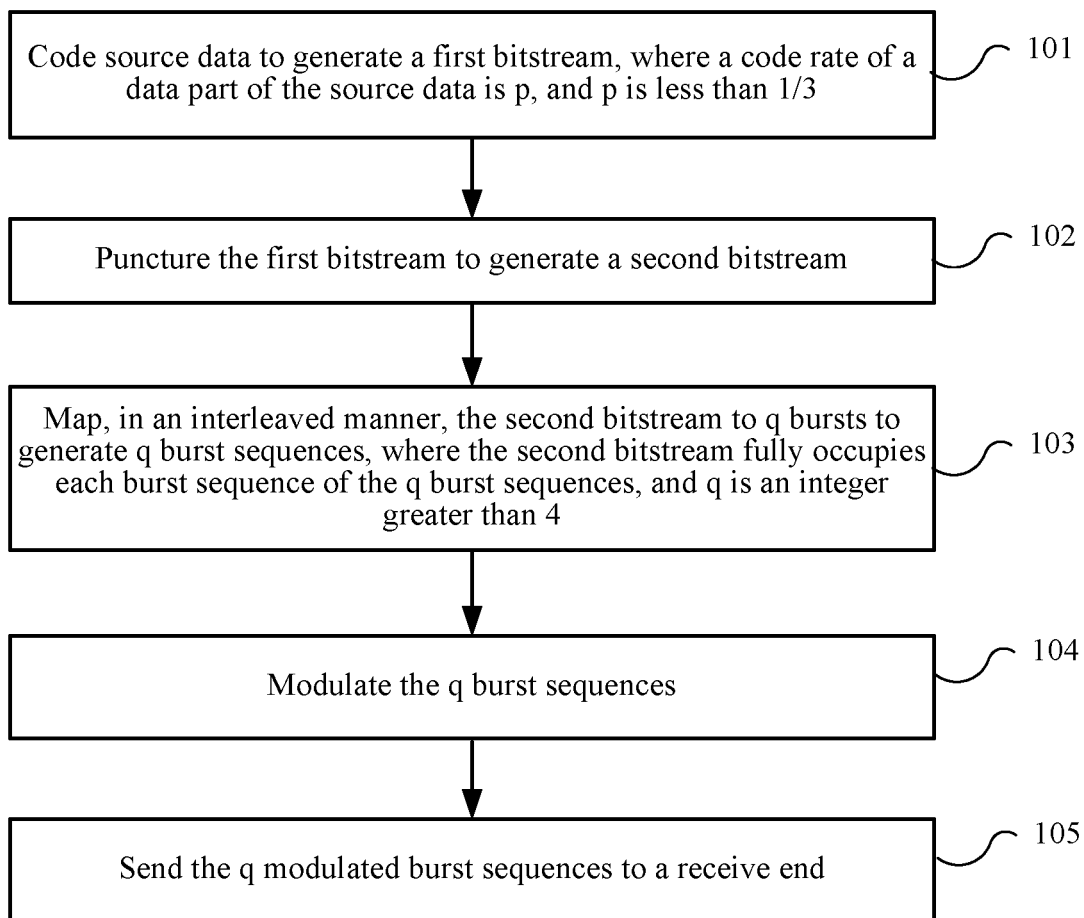 Code source data to generate a first bitstream, where a code rate of a
data part of the source data is p, and p is less than 1/3
101
Puncture the first bitstream to generate a second bitstream
102
Map, in an interleaved manner, the second bitstream to q bursts to
generate q burst sequences, where the second bitstream fully occupies
each burst sequence of the q burst sequences, and q is an integer
greater than 4
103
Modulate the q burst sequences
104
Send the q modulated burst sequences to a receive end
105